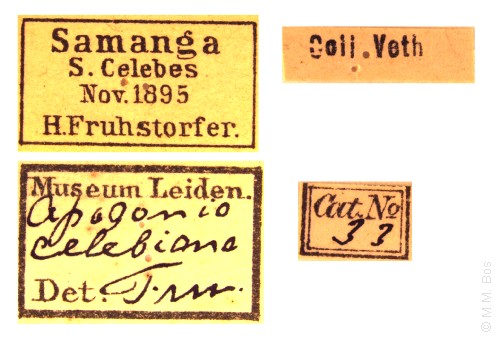 Samanga
S. Celebes
Nov. 1895
H. Fruhstorfer.
Coll. Veth
Museum Leiden.
Apogonia
celebiana
Det.
Cat. No
33
© M.M. Bos